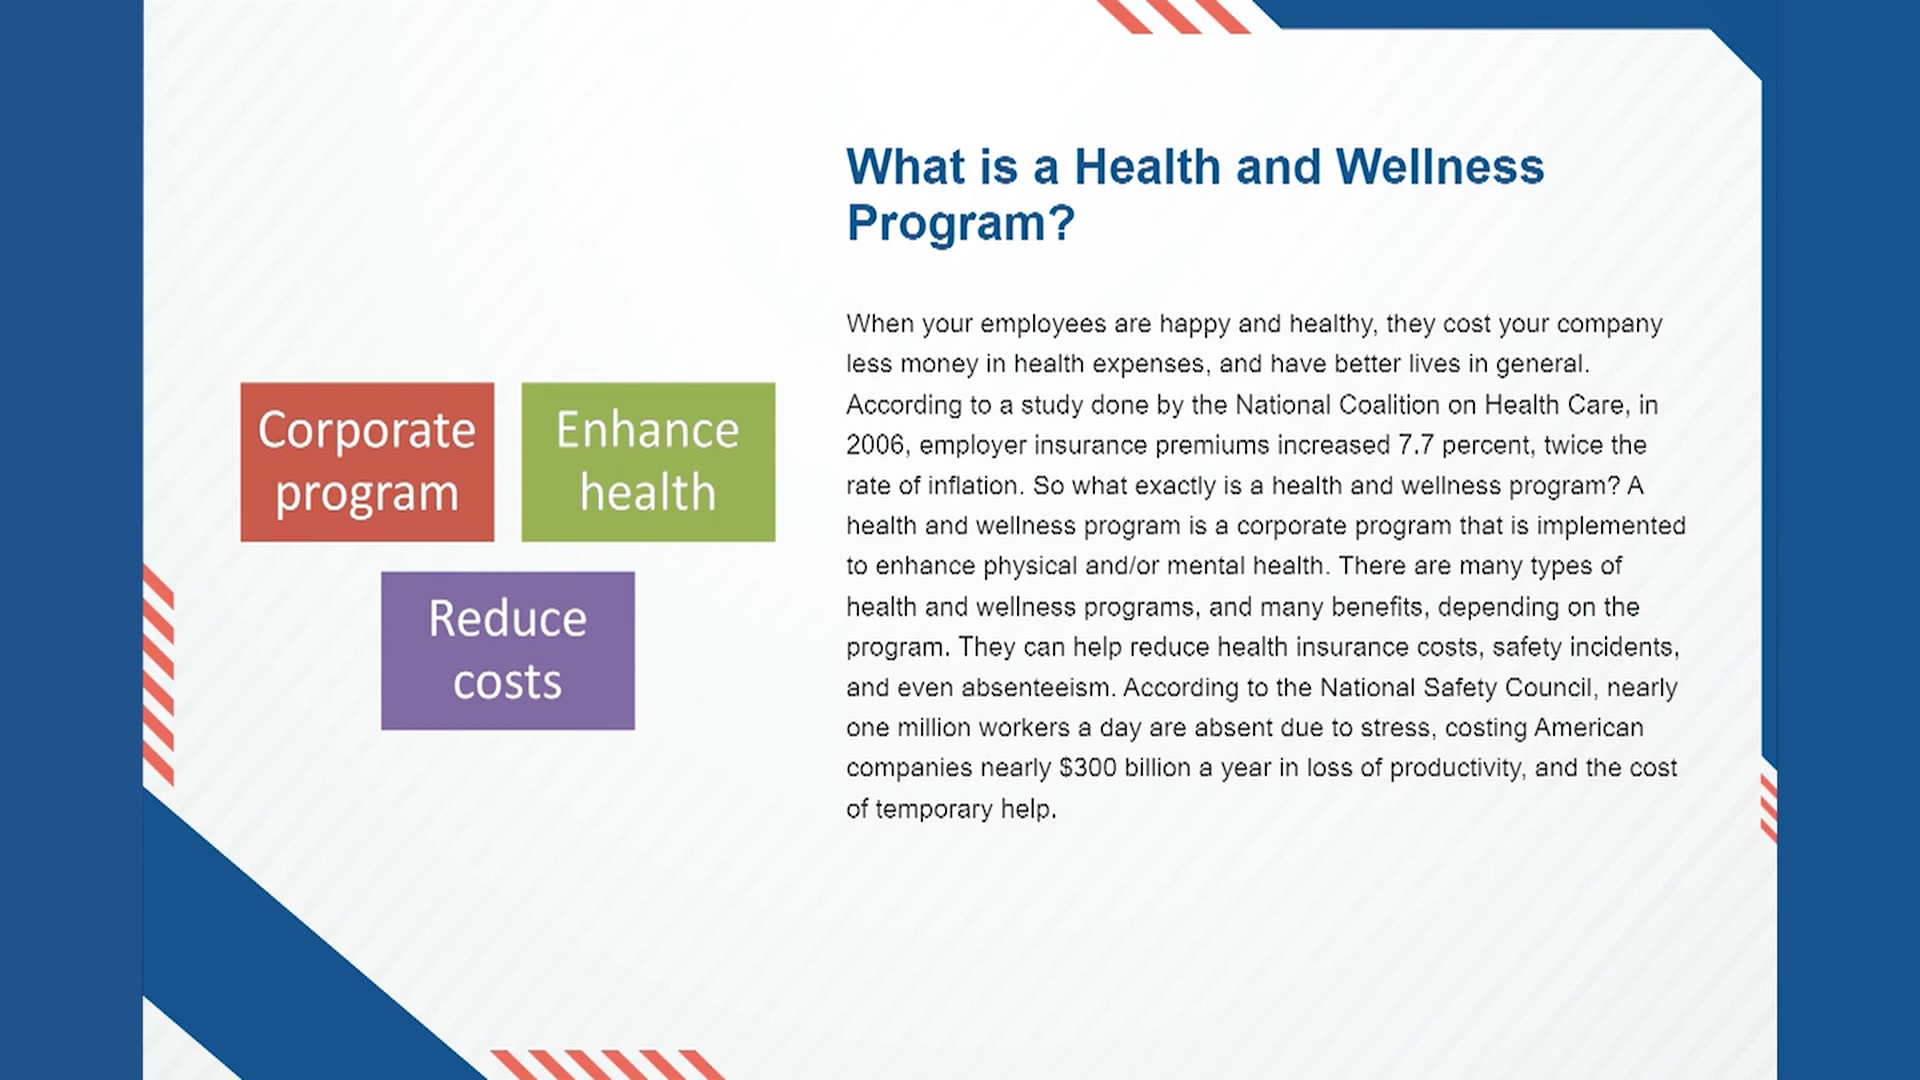 What is a Health and Wellness
Program?
Corporate
program
Enhance
health
Reduce
costs
When your employees are happy and healthy, they cost your company
less money in health expenses, and have better lives in general.
According to a study done by the National Coalition on Health Care, in
2006, employer insurance premiums increased 7.7 percent, twice the
rate of inflation. So what exactly is a health and wellness program? A
health and wellness program is a corporate program that is implemented
to enhance physical and/or mental health. There are many types of
health and wellness programs, and many benefits, depending on the
program. They can help reduce health insurance costs, safety incidents,
and even absenteeism. According to the National Safety Council, nearly
one million workers a day are absent due to stress, costing American
companies nearly $300 billion a year in loss of productivity, and the cost
of temporary help.